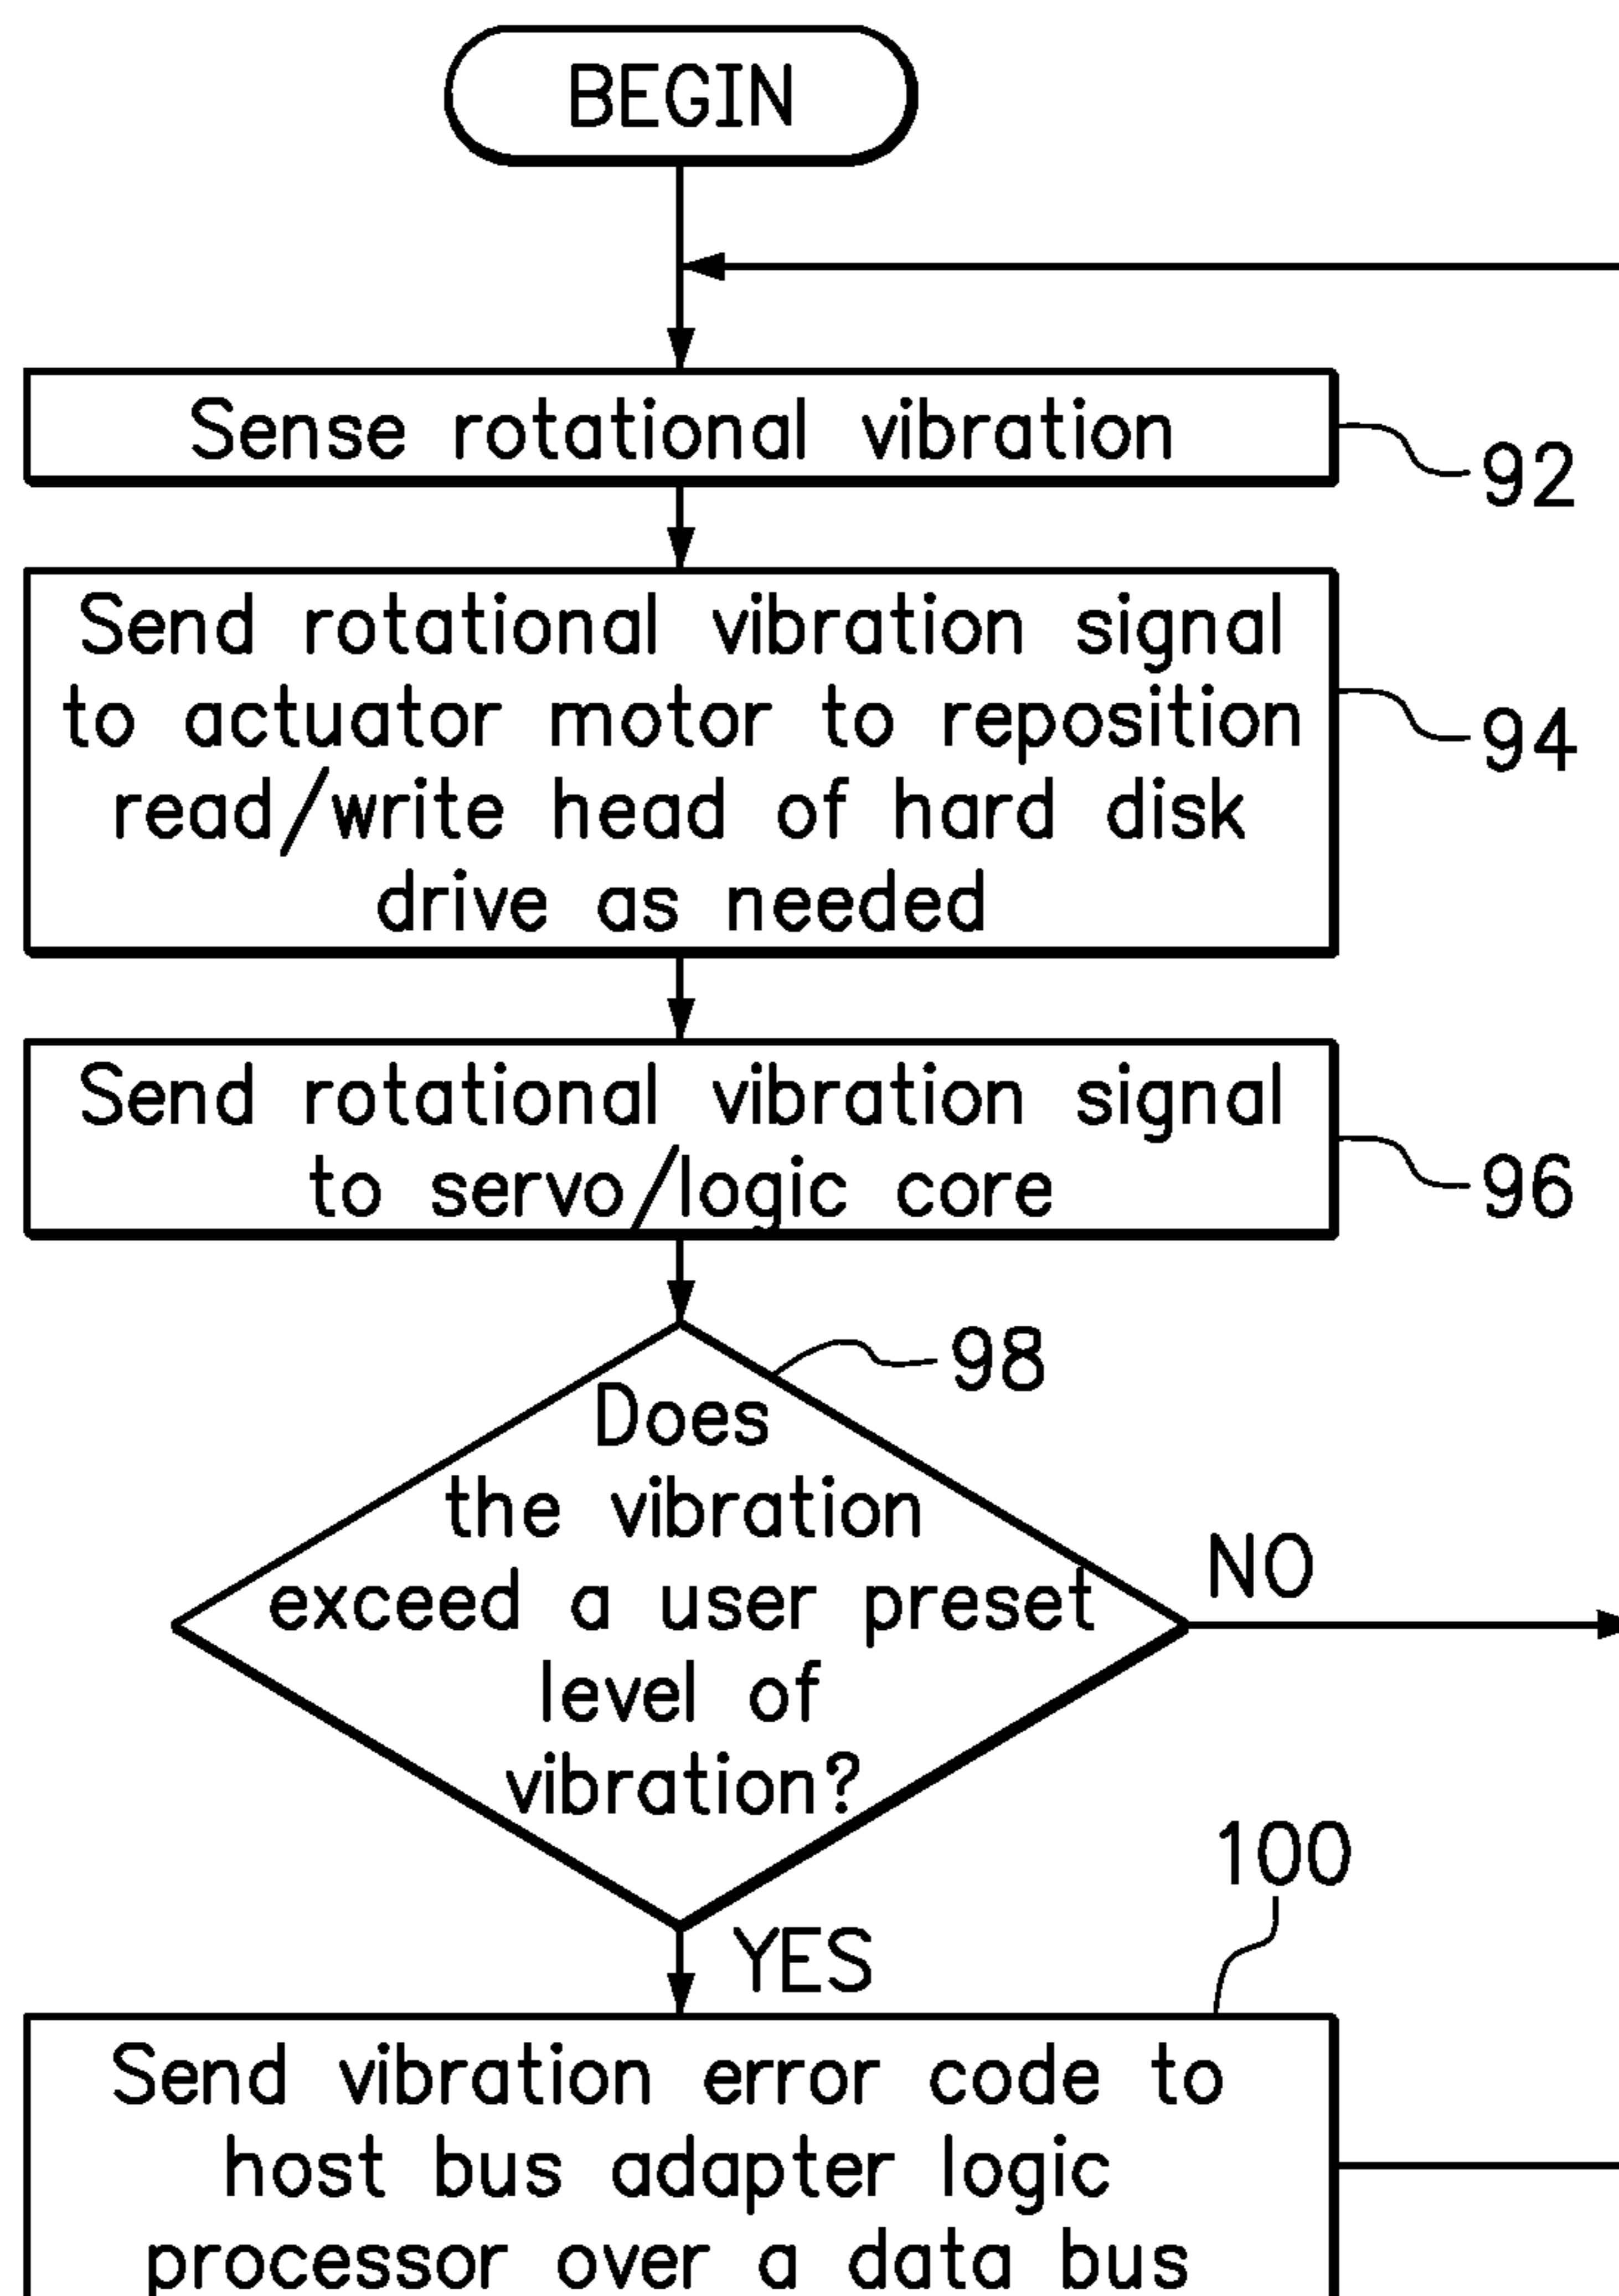 BEGIN
Sense rotational vibration
92
Send rotational vibration signal
to actuator motor to reposition
read/write head of hard disk
drive as needed
94
Send rotational vibration signal
to servo/logic core
96
98
Does
the vibration
exceed a user preset
level of
vibration?
NO
YES
100
Send vibration error code to
host bus adapter logic
processor over a data bus